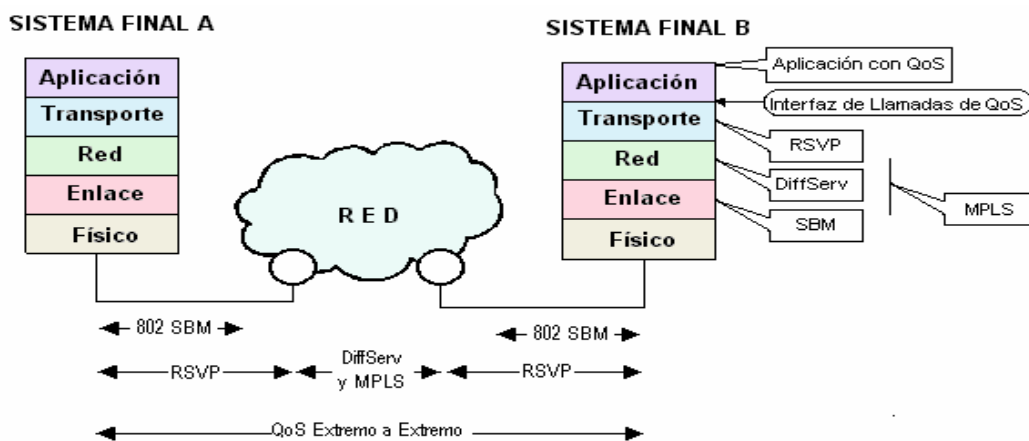 SISTEMA FINAL A
Aplicación
Transporte
Red
Enlace
Físico
RED
SISTEMA FINAL B
Aplicación
Transporte
Red
Enlace
Físico
Aplicación con QoS
Interfaz de Llamadas de QoS
RSVP
DiffServ
SBM
MPLS
802 SBM
802 SBM
RSVP
DiffServ
y MPLS
RSVP
QoS Extremo a Extremo